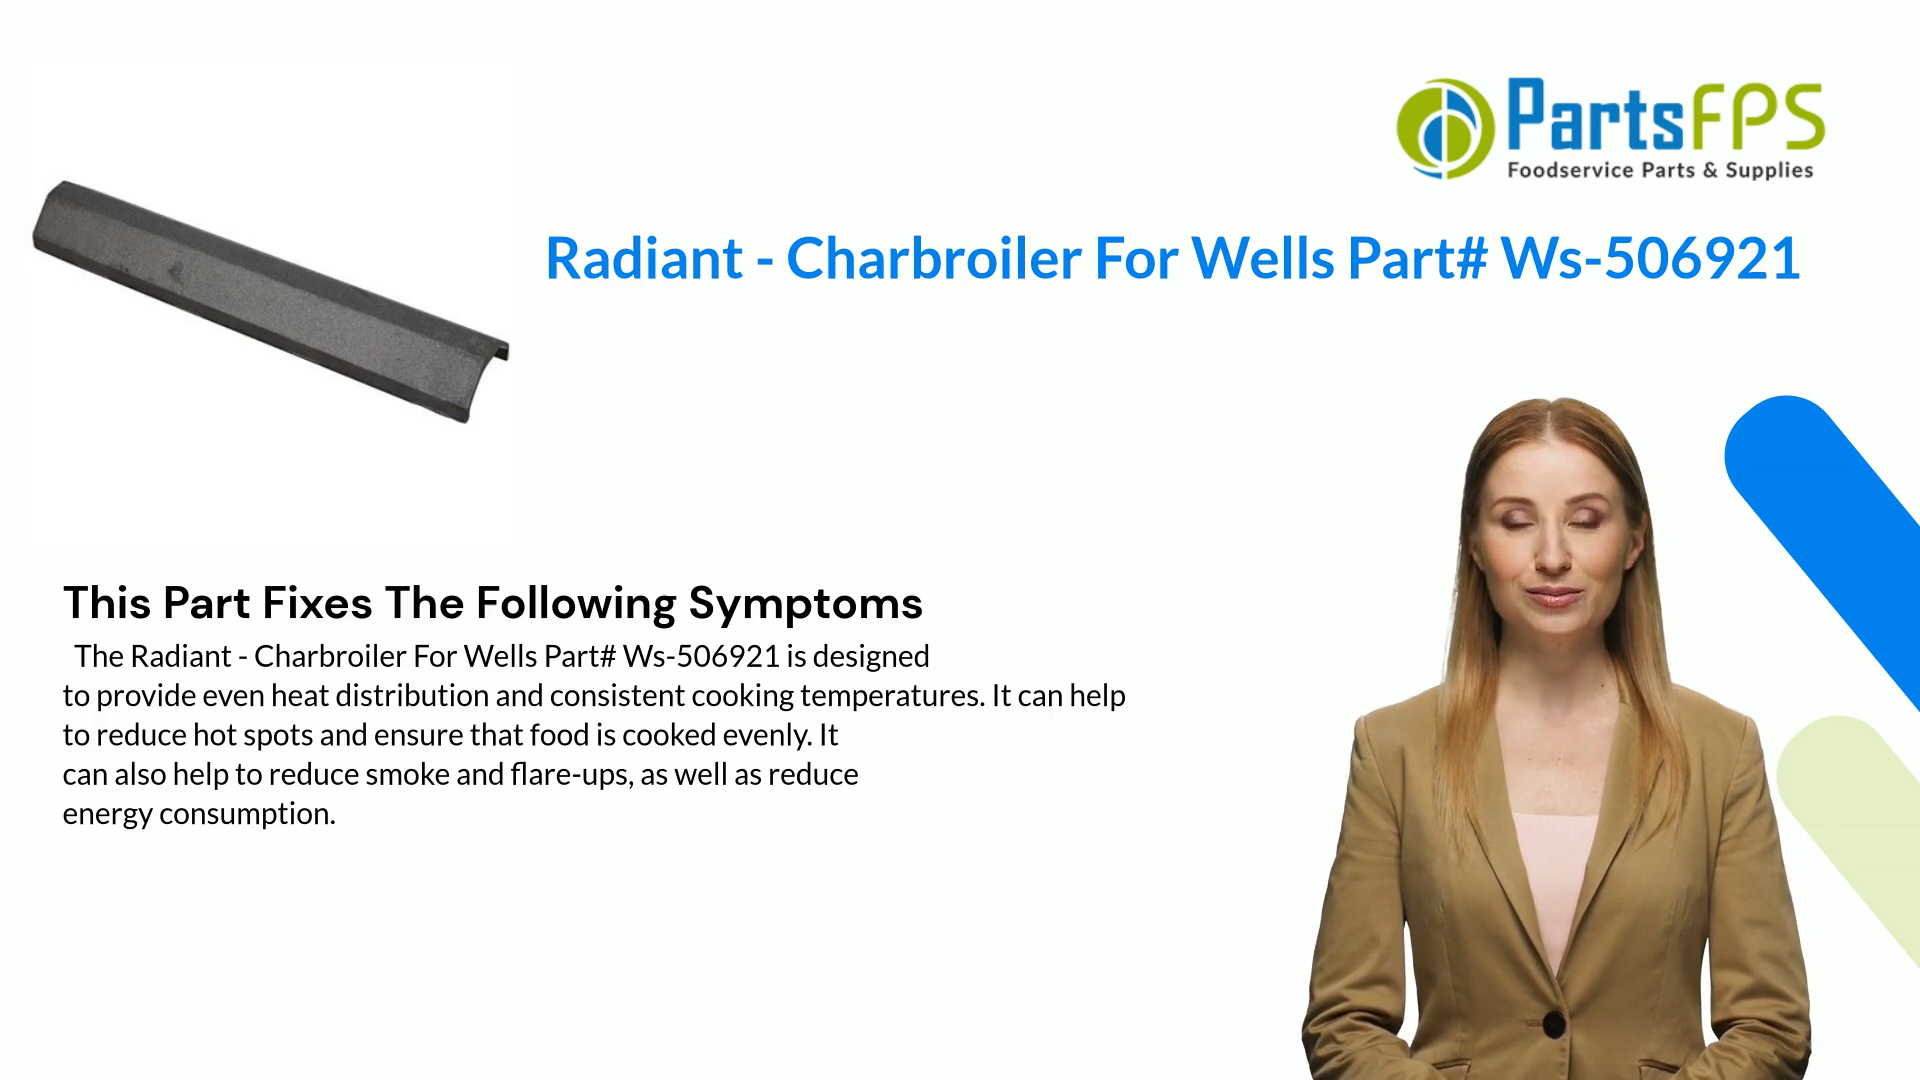 PartsFPS
Foodservice Parts & Supplies
Radiant - Charbroiler For Wells Part# Ws-506921
This Part Fixes The Following Symptoms
The Radiant - Charbroiler For Wells Part# Ws-506921 is designed
to provide even heat distribution and consistent cooking temperatures. It can help
to reduce hot spots and ensure that food is cooked evenly. It
can also help to reduce smoke and flare-ups, as well as reduce
energy consumption.